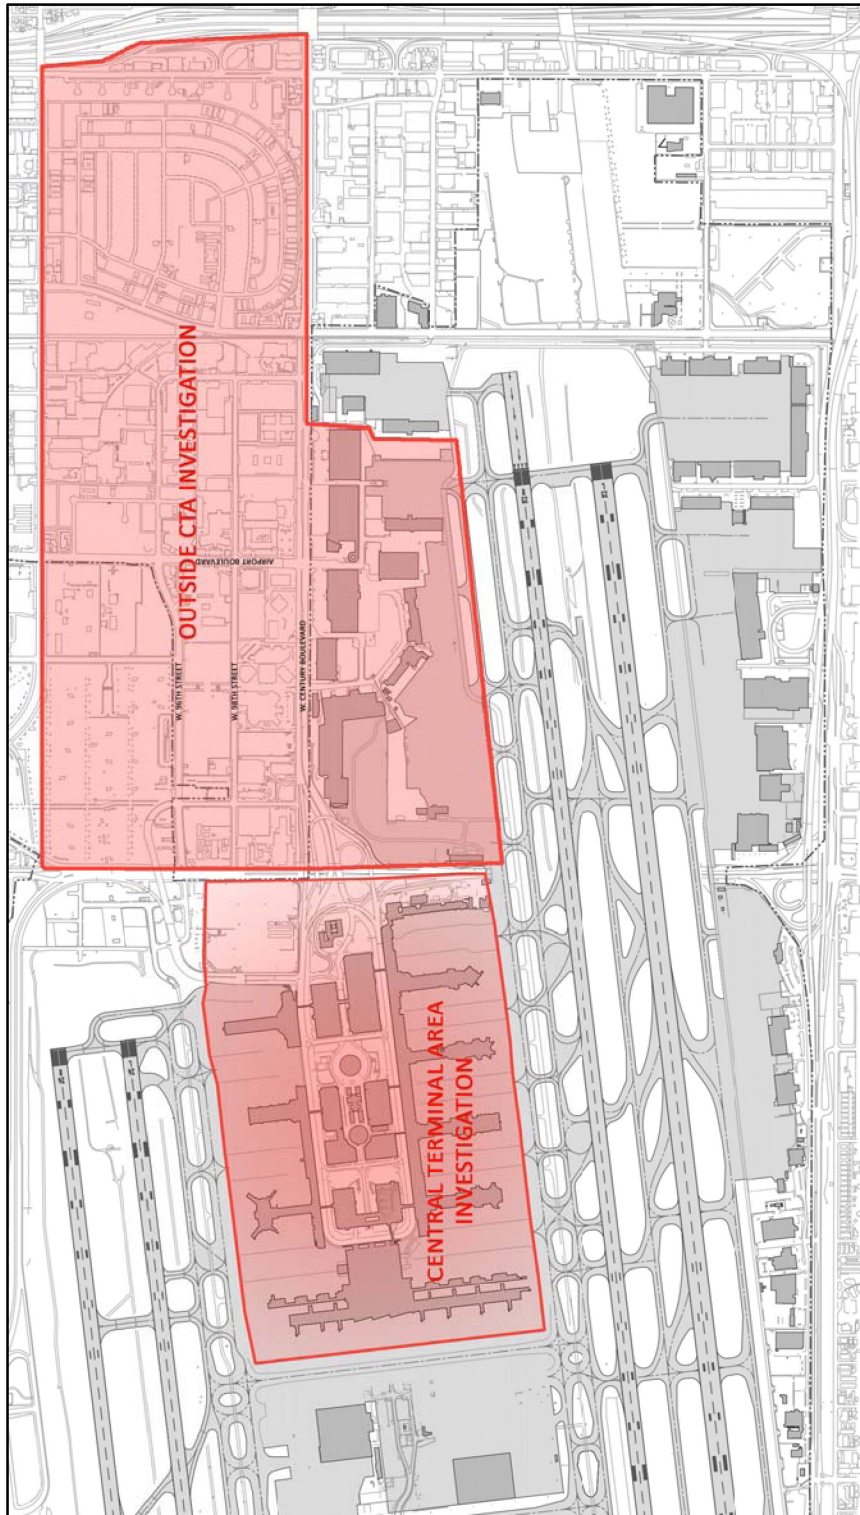 OUTSIDE CTA INVESTIGATION
AIRPORT BOULEVARD
W. 96TH STREET
W. 98TH STREET
W. CENTURY BOULEVARD
CENTRAL TERMINAL AREA
INVESTIGATION